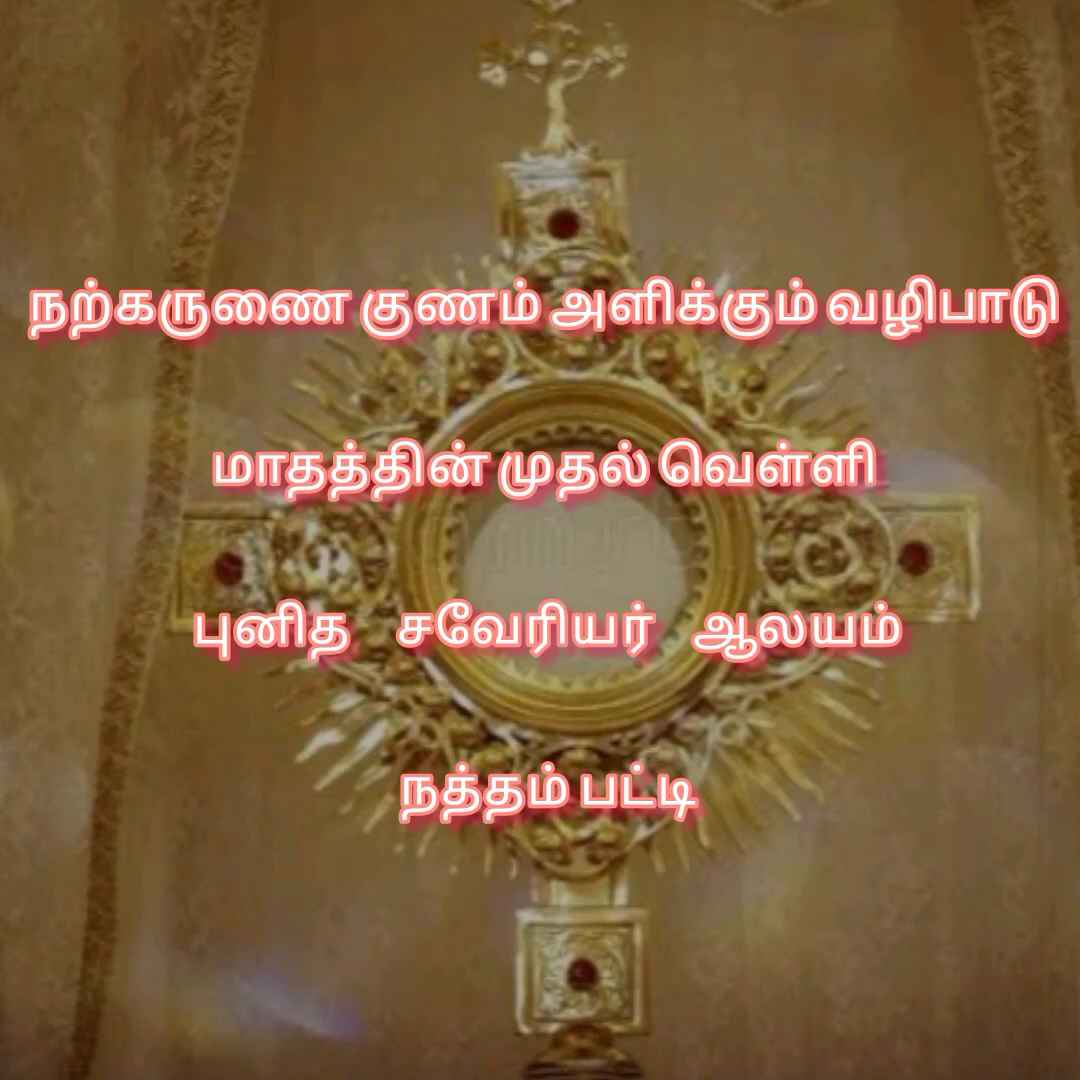 நற்கருணை குணம் அளிக்கும் வழிபாடு
மாதத்தின் முதல் வெள்ளி
புனித சவேரியர் ஆலயம்
நத்தம் பட்டி